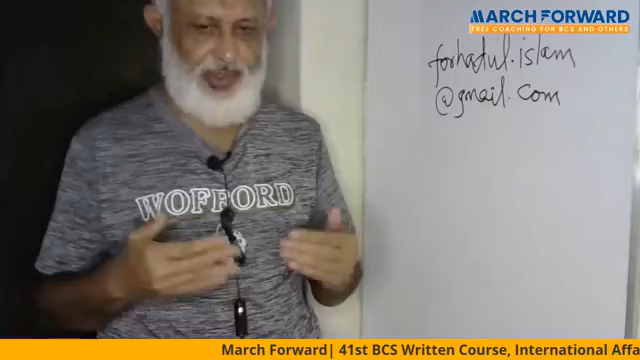 MARCH FORWARD
FREE COACHING FOR BCS AND OTHERS
forhadul.islam
@gmail.com
WOFFORD
March Forward| 41st BCS Written Course, International Affa